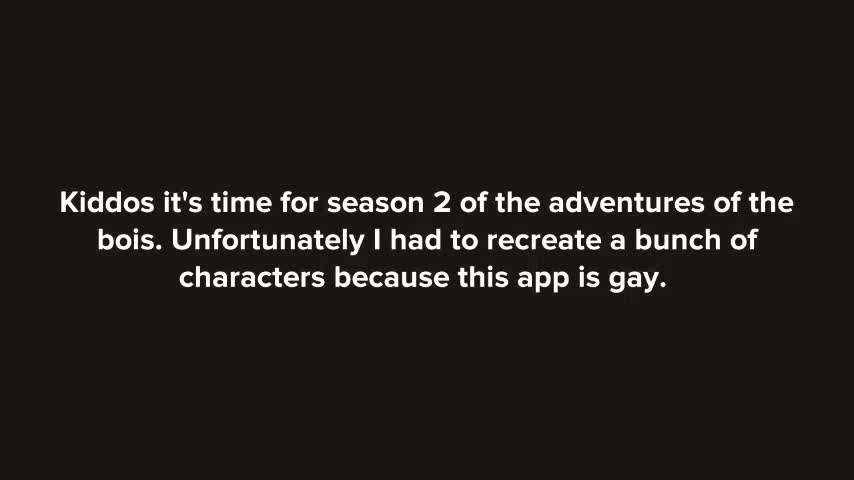 Kiddos it's time for season 2 of the adventures of the
bois. Unfortunately I had to recreate a bunch of
characters because this app is gay.